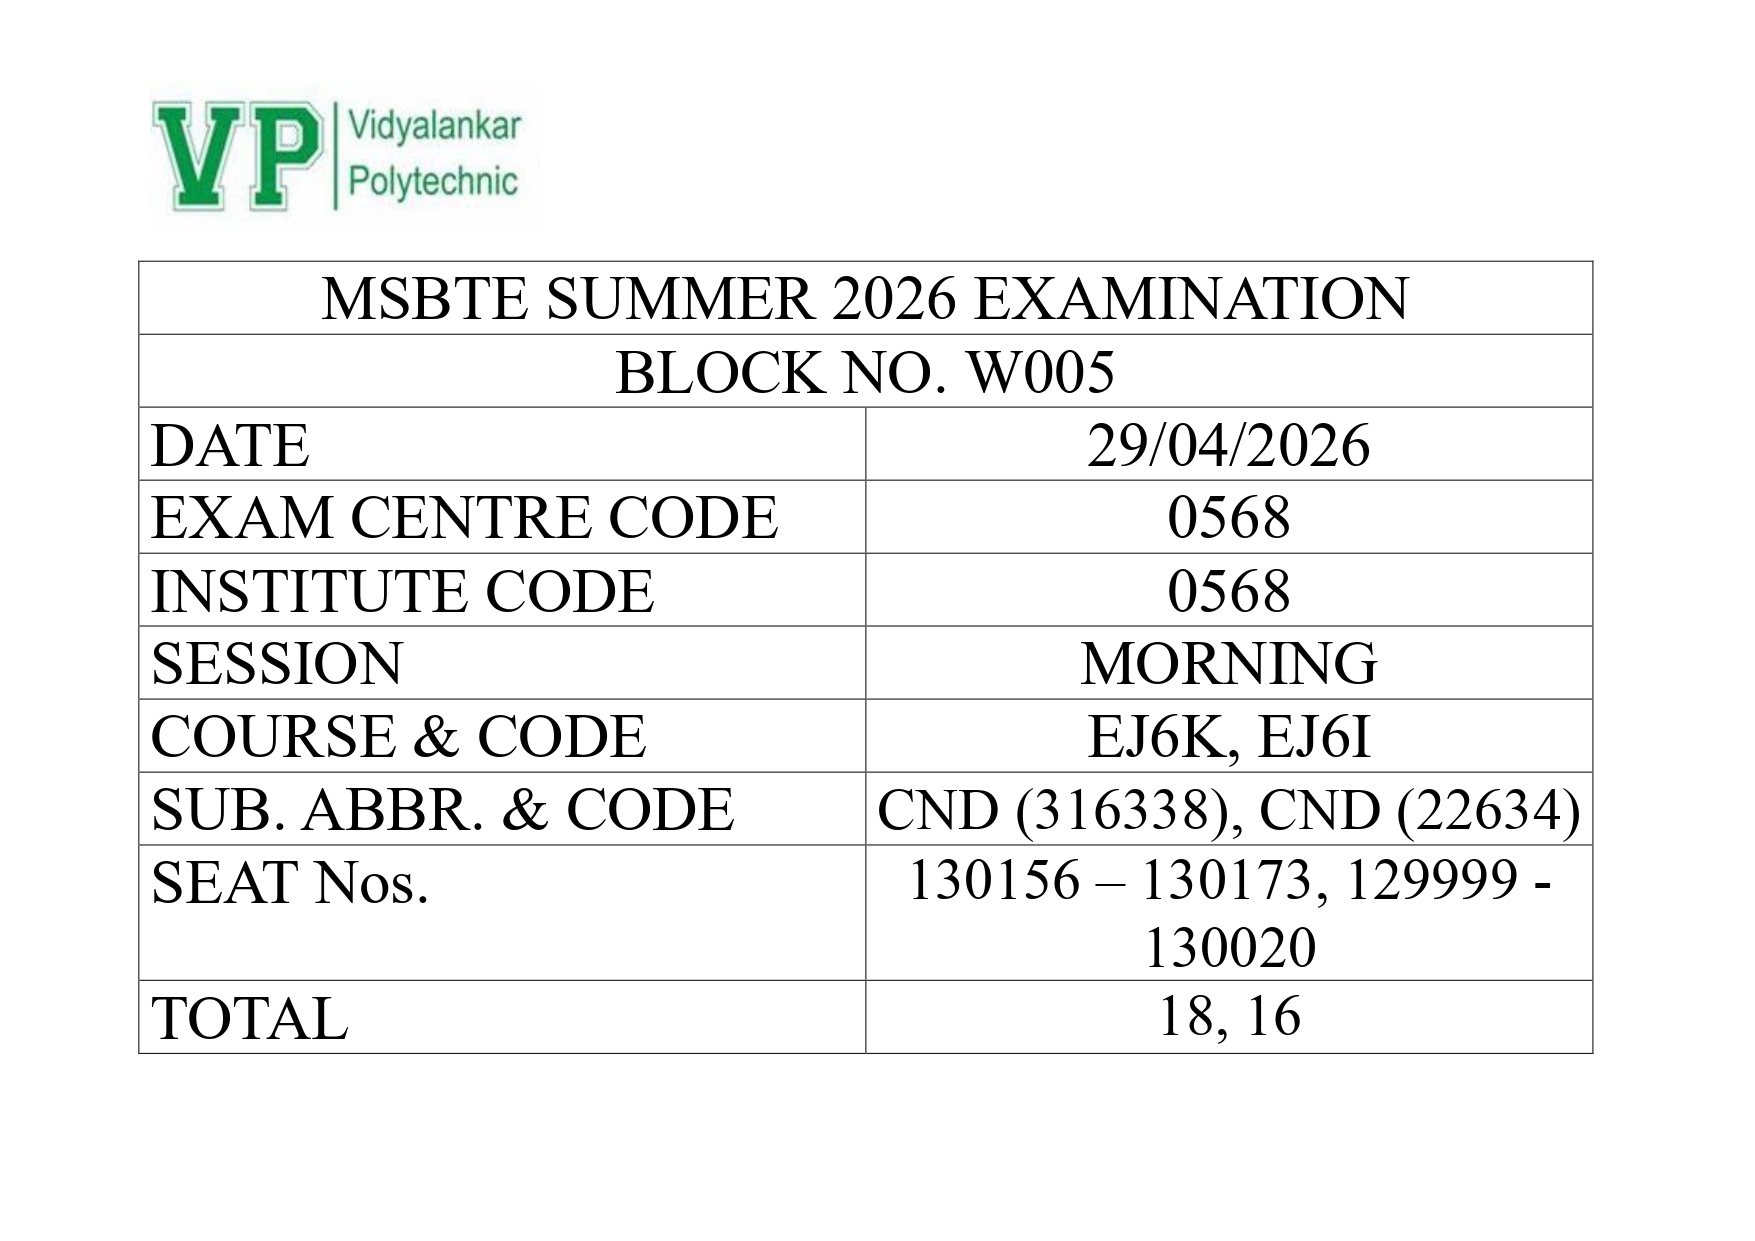 VP Vidyalankar
Polytechnic
MSBTE SUMMER 2026 EXAMINATION
BLOCK NO. W005
DATE 29/04/2026
EXAM CENTRE CODE 0568
INSTITUTE CODE 0568
SESSION MORNING
COURSE & CODE EJ6K, EJ6I
SUB. ABBR. & CODE CND (316338), CND (22634)
SEAT Nos. 130156 – 130173, 129999 -
130020
TOTAL 18, 16